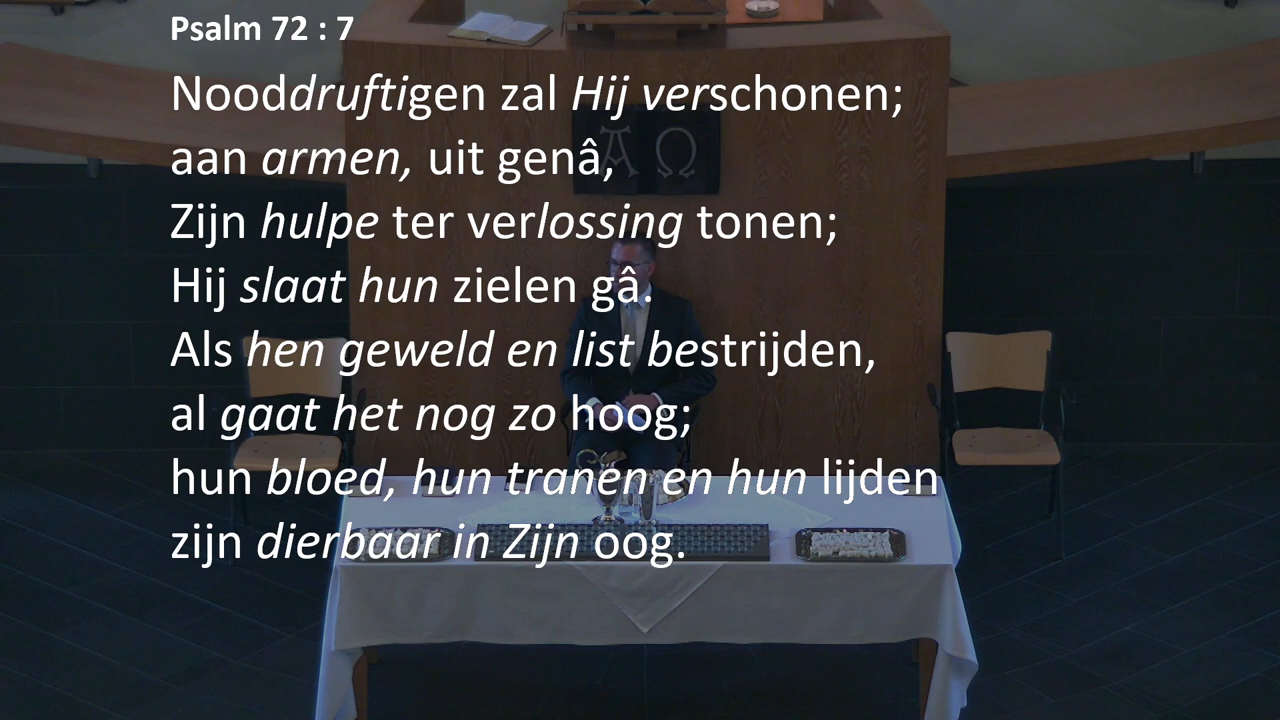 Psalm 72 : 7
Nooddruftigen zal Hij verschonen;
aan armen, uit genâ,
Zijn hulpe ter verlossing tonen;
Hij slaat hun zielen gâ.
Als hen geweld en list bestrijden,
al gaat het nog zo hoog;
hun bloed, hun tranen en hun lijden
zijn dierbaar in Zijn oog.
Α Ω